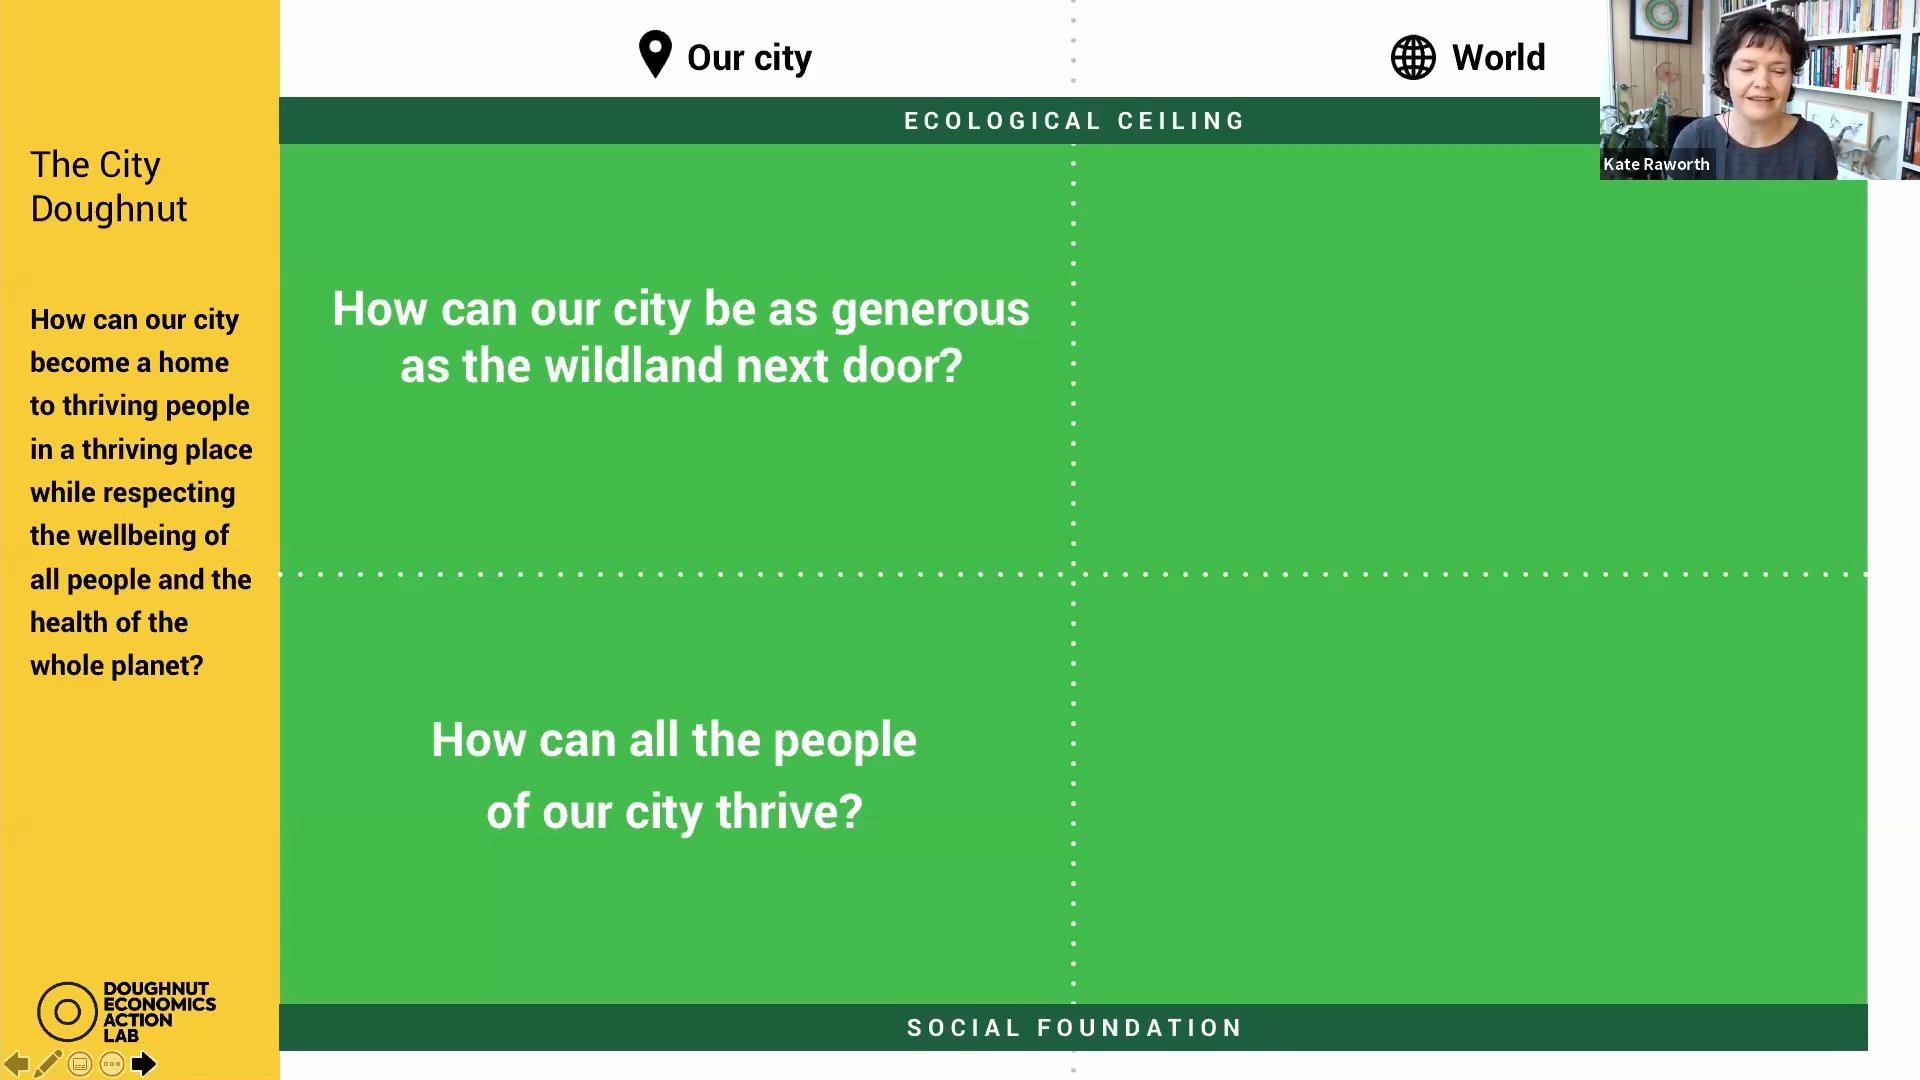 The City
Doughnut
How can our city
become a home
to thriving people
in a thriving place
while respecting
the wellbeing of
all people and the
health of the
whole planet?
DOUGHNUT
ECONOMICS
ACTION
LAB
Our city
World
ECOLOGICAL CEILING
How can our city be as generous
as the wildland next door?
How can all the people
of our city thrive?
SOCIAL FOUNDATION
Kate Raworth